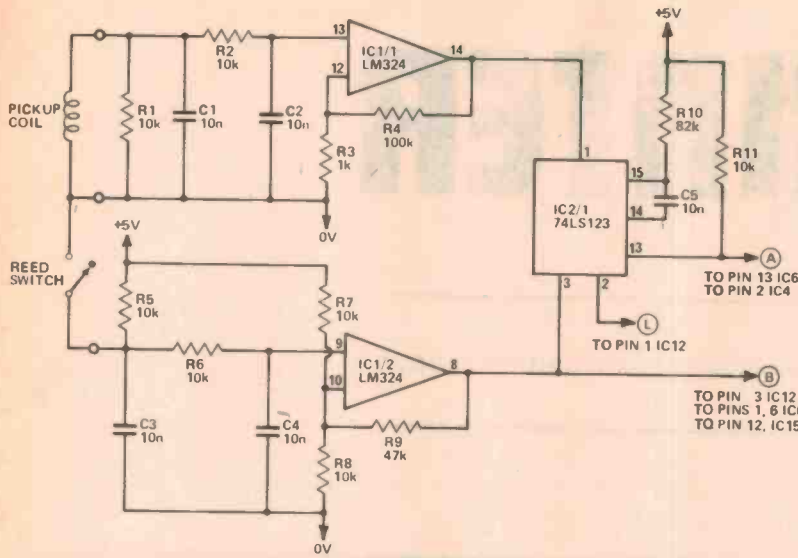 +5V
PICKUP
COIL
R1
10k
C1
10n
R2
10k
C2
10n
13
12
IC1/1
LM324
14
R4
100k
R3
1k
0V
R10
82k
R11
10k
1
15
14
13
C5
10n
IC2/1
74LS123
3
2
A
TO PIN 13 IC6
TO PIN 2 IC4
L
TO PIN 1 IC12
REED
SWITCH
+5V
R5
10k
R6
10k
R7
10k
9
10
IC1/2
LM324
8
R9
47k
C3
10n
C4
10n
R8
10k
0V
B
TO PIN 3 IC12
TO PINS 1, 6 IC
TO PIN 12, IC15